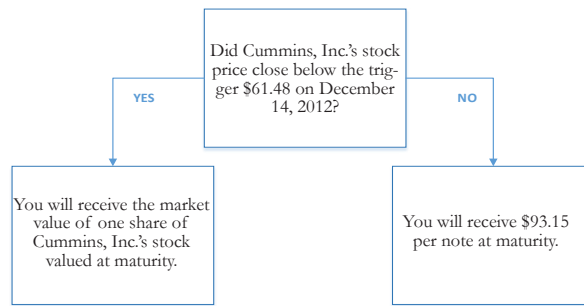 Did Cummins, Inc.'s stock
price close below the trig-
ger $61.48 on December
14, 2012?
YES
NO
You will receive the market
value of one share of
Cummins, Inc.'s stock
valued at maturity.
You will receive $93.15
per note at maturity.